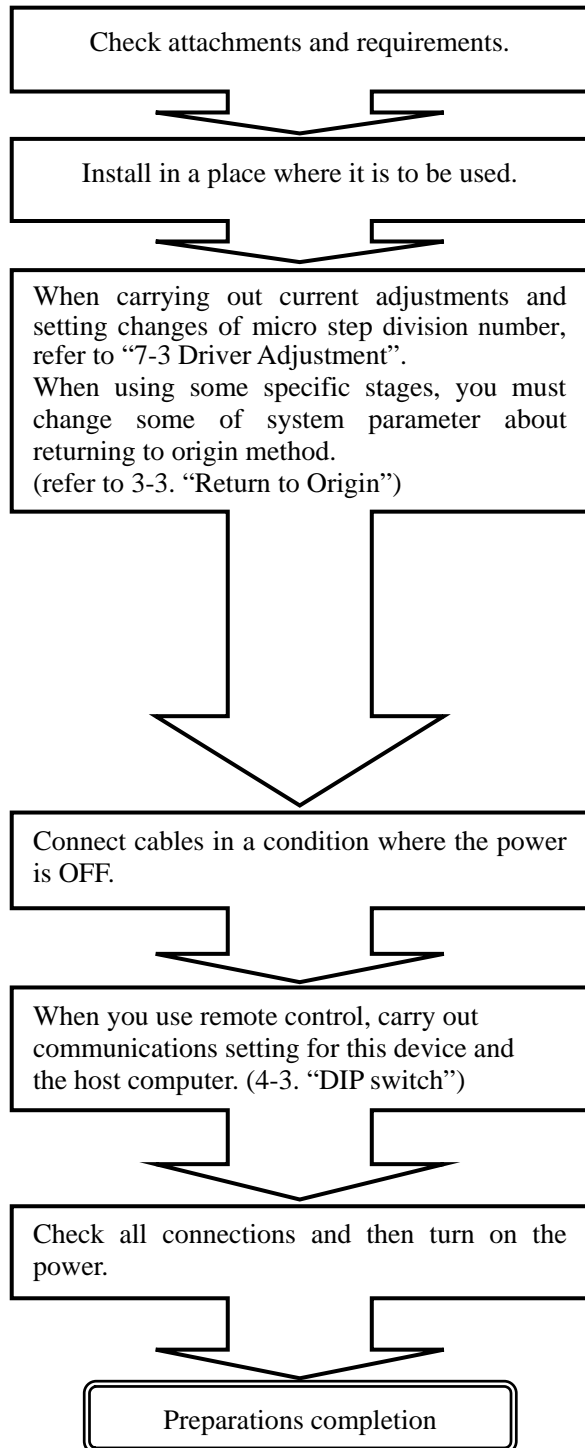 Check attachments and requirements.
Install in a place where it is to be used.
When carrying out current adjustments and
setting changes of micro step division number,
refer to “7-3 Driver Adjustment”.
When using some specific stages, you must
change some of system parameter about
returning to origin method.
(refer to 3-3. “Return to Origin”)
Connect cables in a condition where the power
is OFF.
When you use remote control, carry out
communications setting for this device and
the host computer. (4-3. “DIP switch”)
Check all connections and then turn on the
power.
Preparations completion